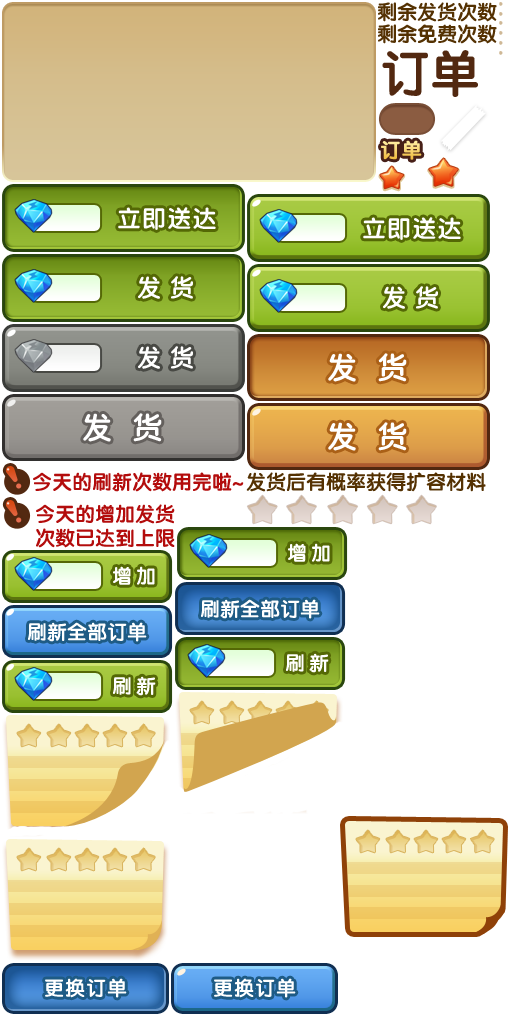 剩余发货次数
剩余免费次数
订单
订单
立即送达
立即送达
发货
发货
发货
发货
发货
发货
今天的刷新次数用完啦~
发货后有概率获得扩容材料
今天的增加发货
次数已达到上限
增加
增加
刷新全部订单
刷新全部订单
刷新
刷新
更换订单
更换订单